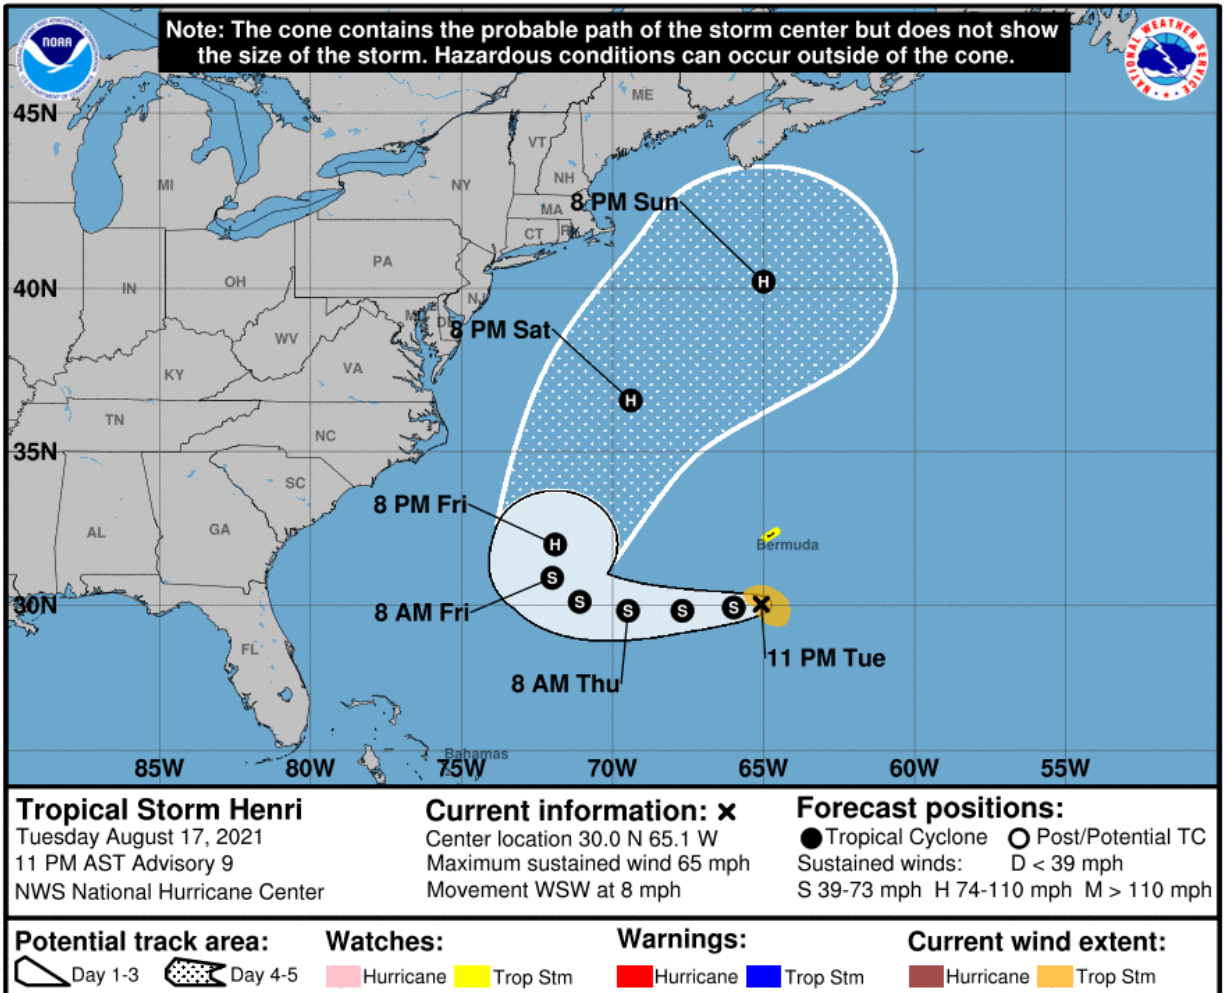 Note: The cone contains the probable path of the storm center but does not show
the size of the storm. Hazardous conditions can occur outside of the cone.
NOAA
NATIONAL WEATHER SERVICE
45N
40N
35N
30N
ME
VT
NH
MI
NY
MA
CT
RI
8 PM Sun
PA
IN
OH
NJ
H
8 PM Sat
WV
KY
VA
H
TN
NC
SC
8 PM Fri
AL
GA
H
Bermuda
S
8 AM Fri
S
S
S
S
FL
11 PM Tue
8 AM Thu
Bahamas
85W
80W
75W
70W
65W
60W
55W
Tropical Storm Henri
Tuesday August 17, 2021
11 PM AST Advisory 9
NWS National Hurricane Center
Current information: ×
Center location 30.0 N 65.1 W
Maximum sustained wind 65 mph
Movement WSW at 8 mph
Forecast positions:
Tropical Cyclone Post/Potential TC
Sustained winds: D < 39 mph
S 39-73 mph H 74-110 mph M > 110 mph
Potential track area:
Day 1-3 Day 4-5
Watches:
Hurricane Trop Stm
Warnings:
Hurricane Trop Stm
Current wind extent:
Hurricane Trop Stm